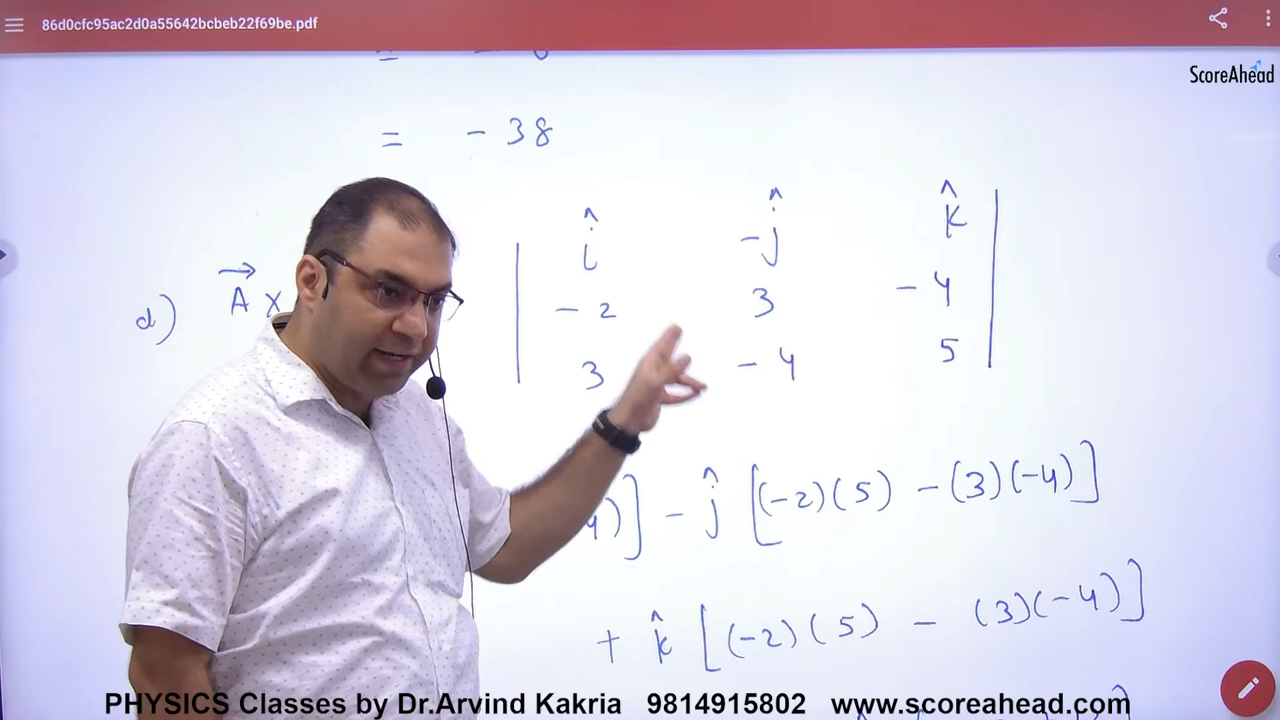 86d0cfc95ac2d0a55642bcbeb22f69be.pdf
ScoreAhead
= - 38
d) A⃗ x
| î -ĵ k̂ |
| - 2 3 - 4 |
| 3 - 4 5 |
4)] - ĵ [(-2)(5) - (3)(-4)]
+ k̂ [(-2)(5) - (3)(-4)]
PHYSICS Classes by Dr.Arvind Kakria 9814915802 www.scoreahead.com